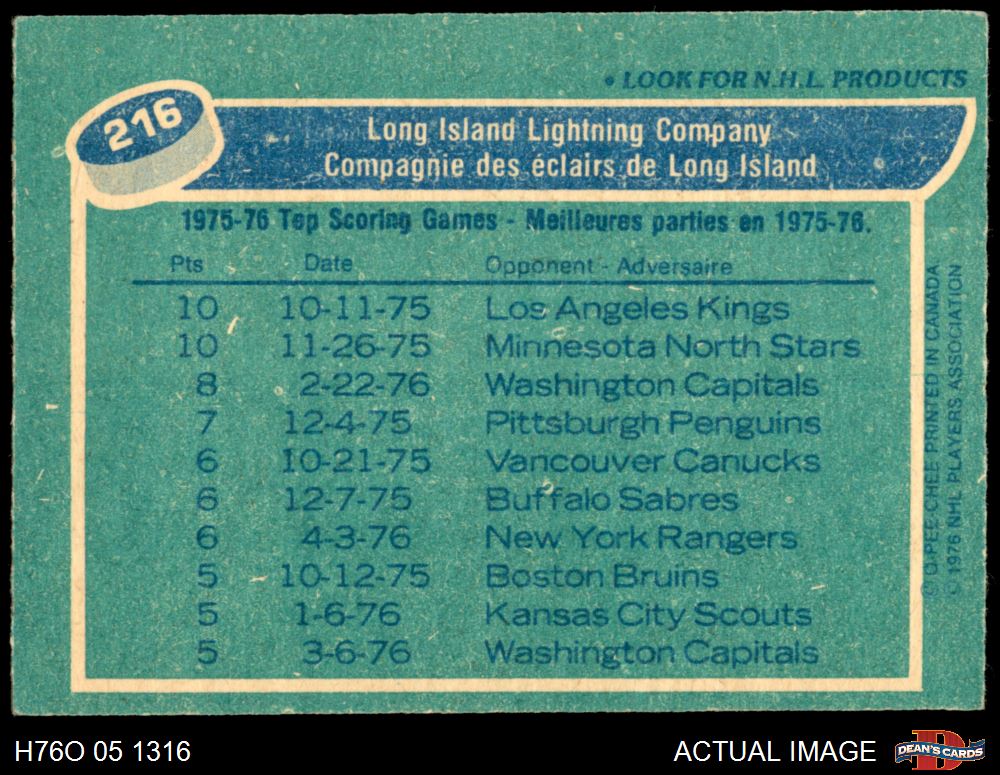 • LOOK FOR N.H.L. PRODUCTS
216
Long Island Lightning Company
Compagnie des éclairs de Long Island
1975-76 Top Scoring Games - Meilleures parties en 1975-76.
Pts Date Opponent - Adversaire
10 10-11-75 Los Angeles Kings
10 11-26-75 Minnesota North Stars
8 2-22-76 Washington Capitals
7 12-4-75 Pittsburgh Penguins
6 10-21-75 Vancouver Canucks
6 12-7-75 Buffalo Sabres
6 4-3-76 New York Rangers
5 10-12-75 Boston Bruins
5 1-6-76 Kansas City Scouts
5 3-6-76 Washington Capitals
© O-PEE-CHEE PRINTED IN CANADA.
© 1976 NHL PLAYERS ASSOCIATION
H76O 05 1316
ACTUAL IMAGE
D
DEAN'S CARDS